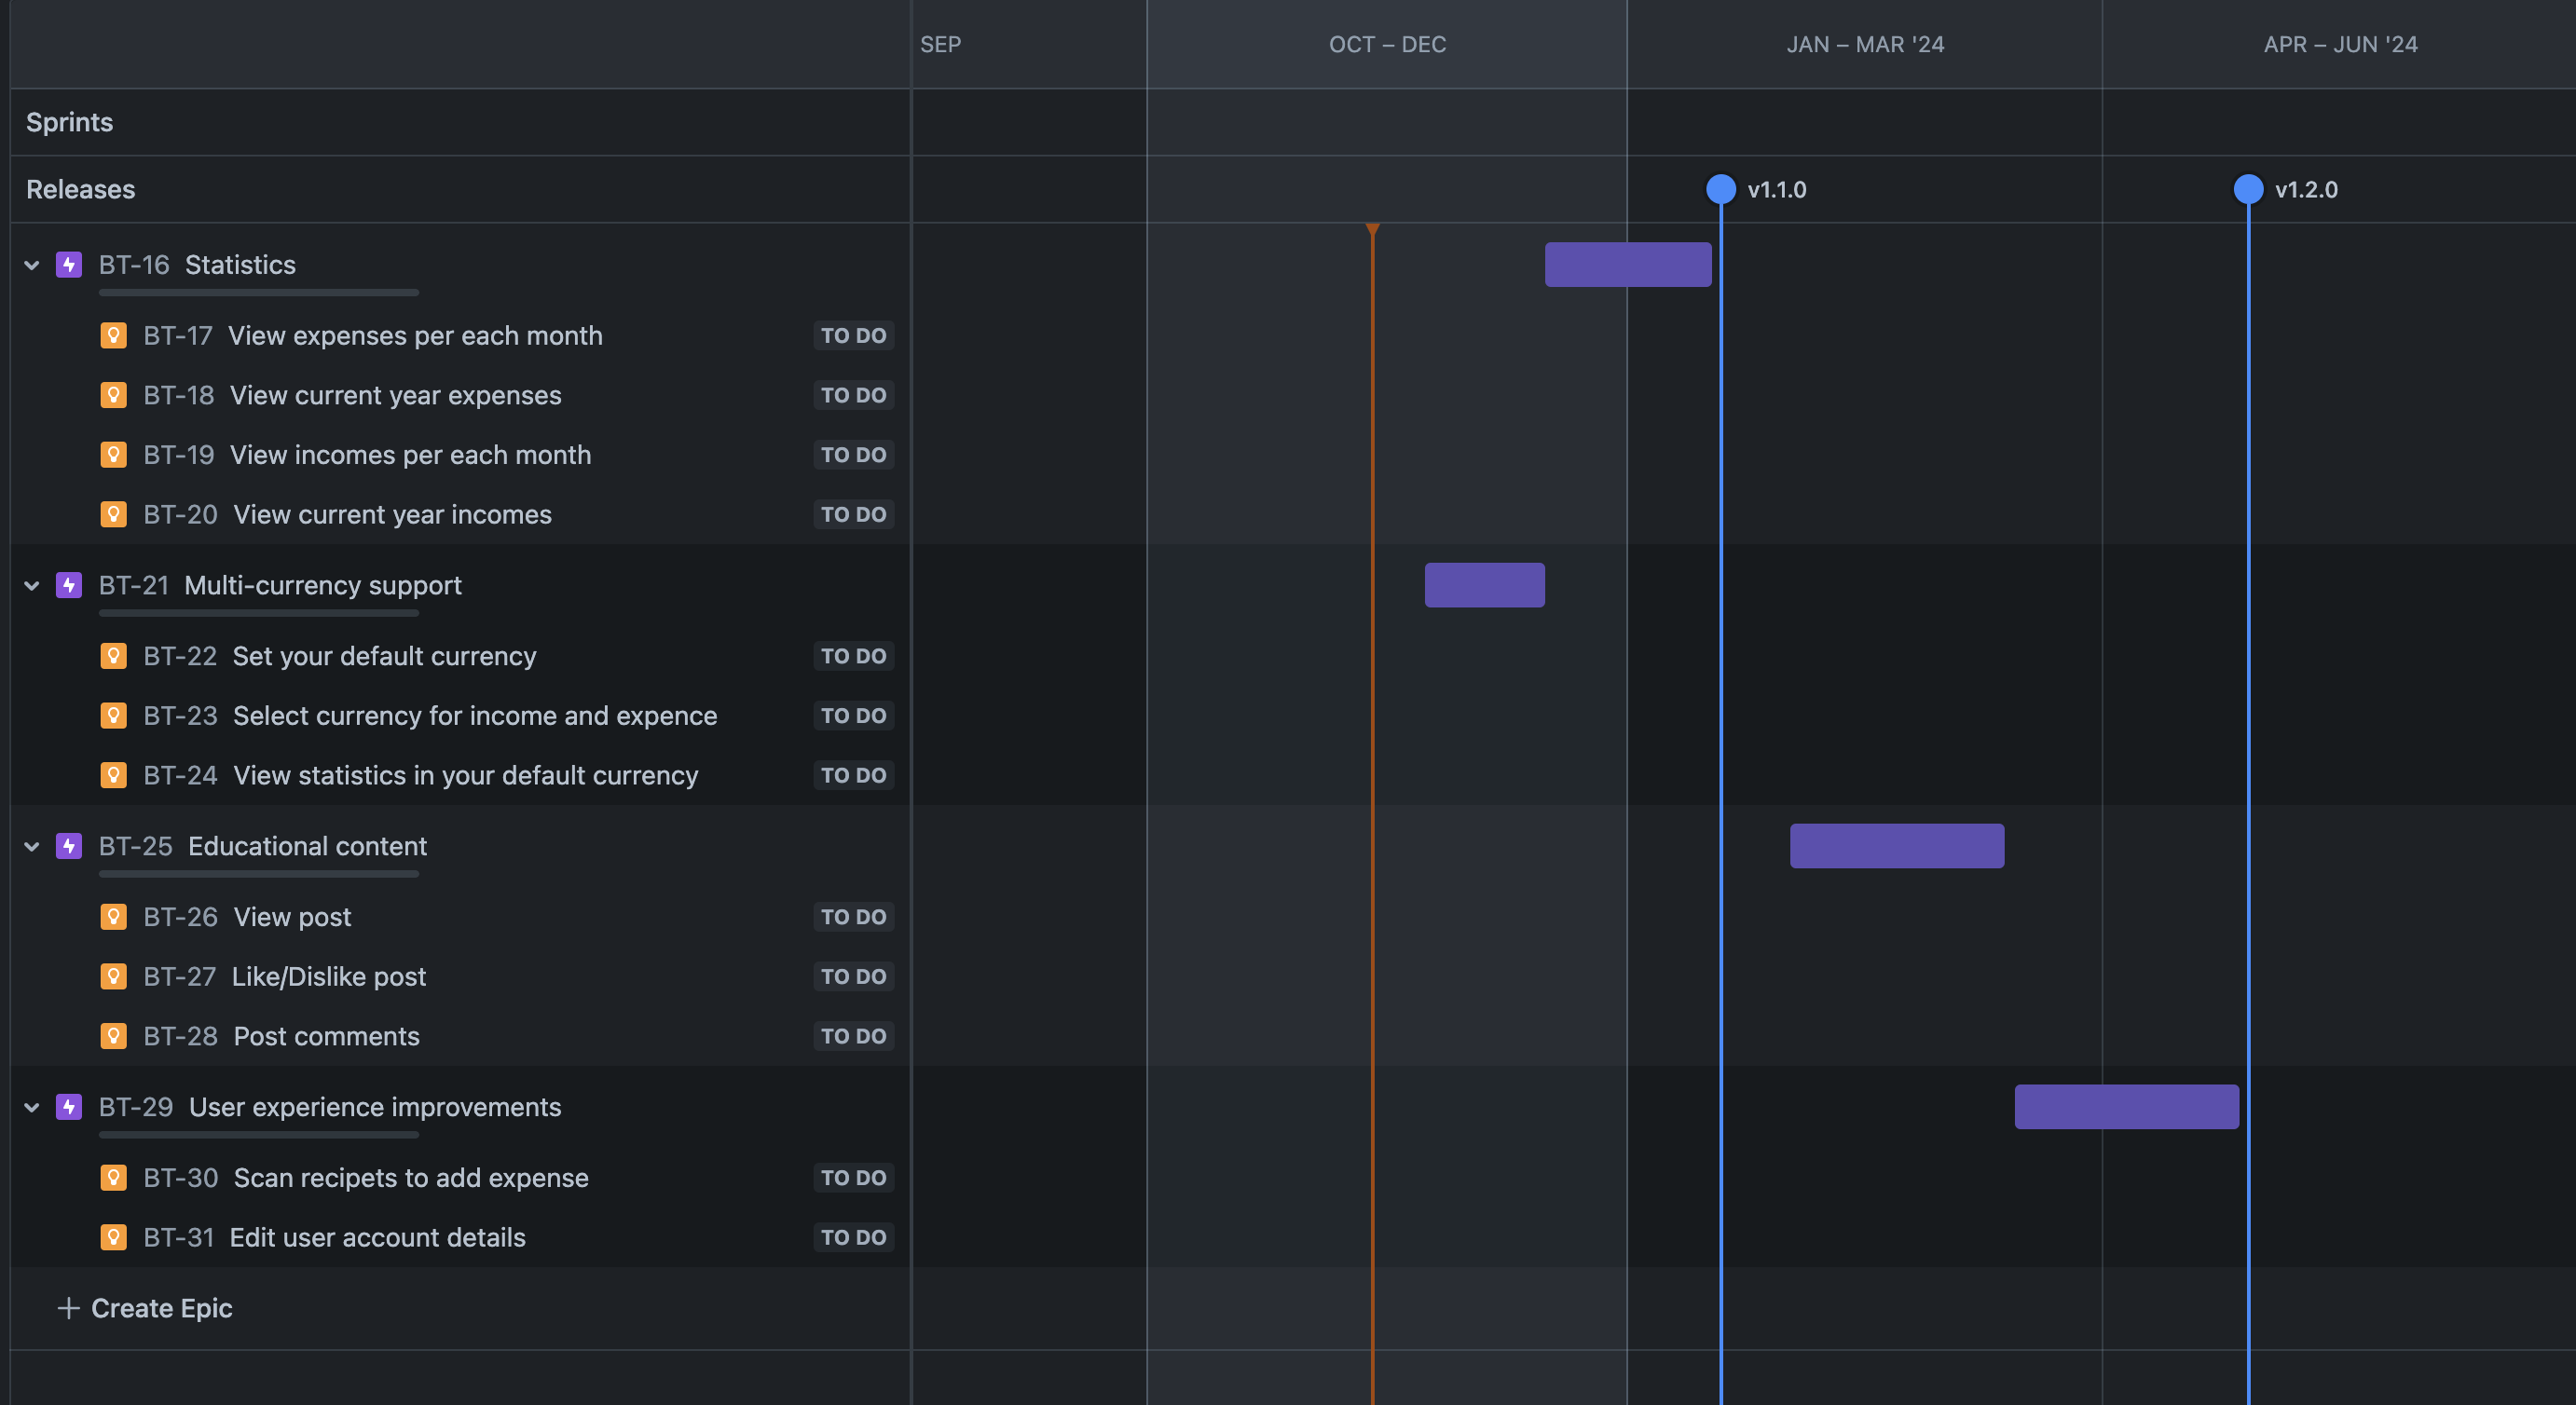 SEP
OCT – DEC
JAN – MAR '24
APR – JUN '24
Sprints
Releases
v1.1.0
v1.2.0
BT-16 Statistics
BT-17 View expenses per each month TO DO
BT-18 View current year expenses TO DO
BT-19 View incomes per each month TO DO
BT-20 View current year incomes TO DO
BT-21 Multi-currency support
BT-22 Set your default currency TO DO
BT-23 Select currency for income and expence TO DO
BT-24 View statistics in your default currency TO DO
BT-25 Educational content
BT-26 View post TO DO
BT-27 Like/Dislike post TO DO
BT-28 Post comments TO DO
BT-29 User experience improvements
BT-30 Scan recipets to add expense TO DO
BT-31 Edit user account details TO DO
+ Create Epic